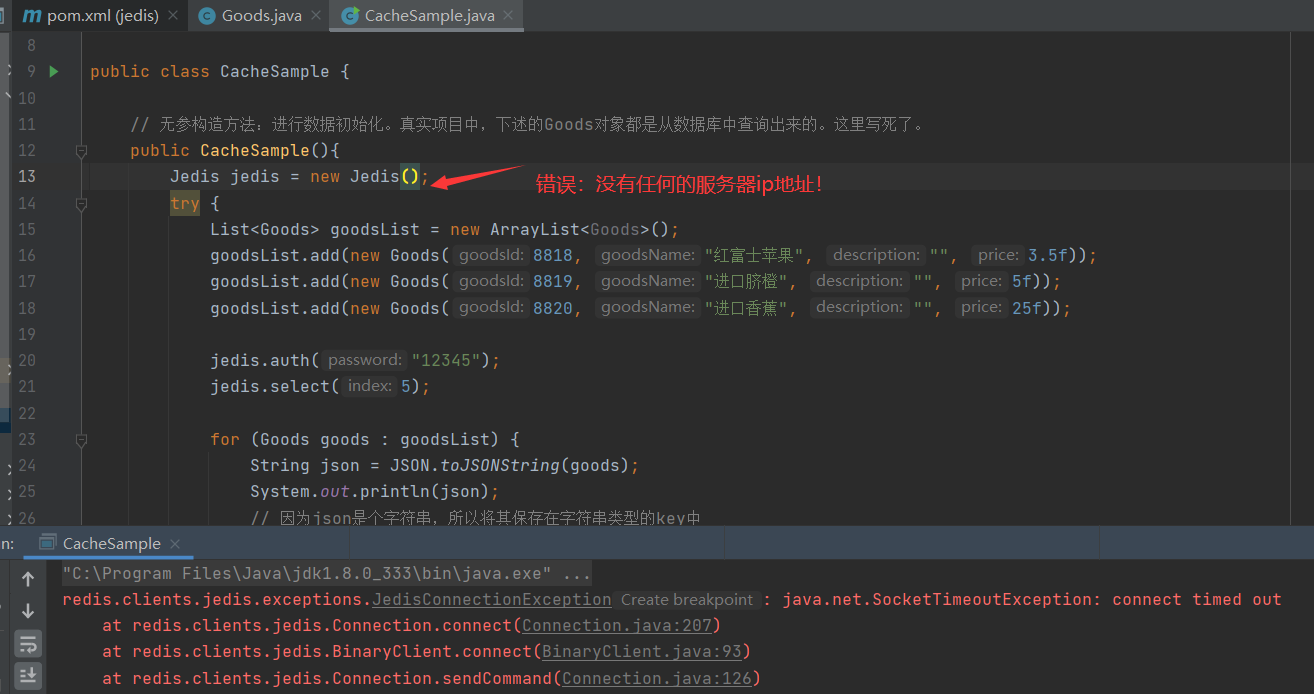 pom.xml (jedis) × Goods.java × CacheSample.java ×
8
9 public class CacheSample {
10
11 // 无参构造方法：进行数据初始化。真实项目中，下述的Goods对象都是从数据库中查询出来的。这里写死了。
12 public CacheSample(){
13 Jedis jedis = new Jedis(); 错误：没有任何的服务器ip地址！
14 try {
15 List<Goods> goodsList = new ArrayList<Goods>();
16 goodsList.add(new Goods( goodsId: 8818, goodsName: "红富士苹果", description: "", price: 3.5f));
17 goodsList.add(new Goods( goodsId: 8819, goodsName: "进口脐橙", description: "", price: 5f));
18 goodsList.add(new Goods( goodsId: 8820, goodsName: "进口香蕉", description: "", price: 25f));
19
20 jedis.auth( password: "12345");
21 jedis.select( index: 5);
22
23 for (Goods goods : goodsList) {
24 String json = JSON.toJSONString(goods);
25 System.out.println(json);
26 // 因为json是个字符串，所以将其保存在字符串类型的key中
n: CacheSample ×
"C:\Program Files\Java\jdk1.8.0_333\bin\java.exe" ...
redis.clients.jedis.exceptions.JedisConnectionException Create breakpoint : java.net.SocketTimeoutException: connect timed out
at redis.clients.jedis.Connection.connect(Connection.java:207)
at redis.clients.jedis.BinaryClient.connect(BinaryClient.java:93)
at redis.clients.jedis.Connection.sendCommand(Connection.java:126)